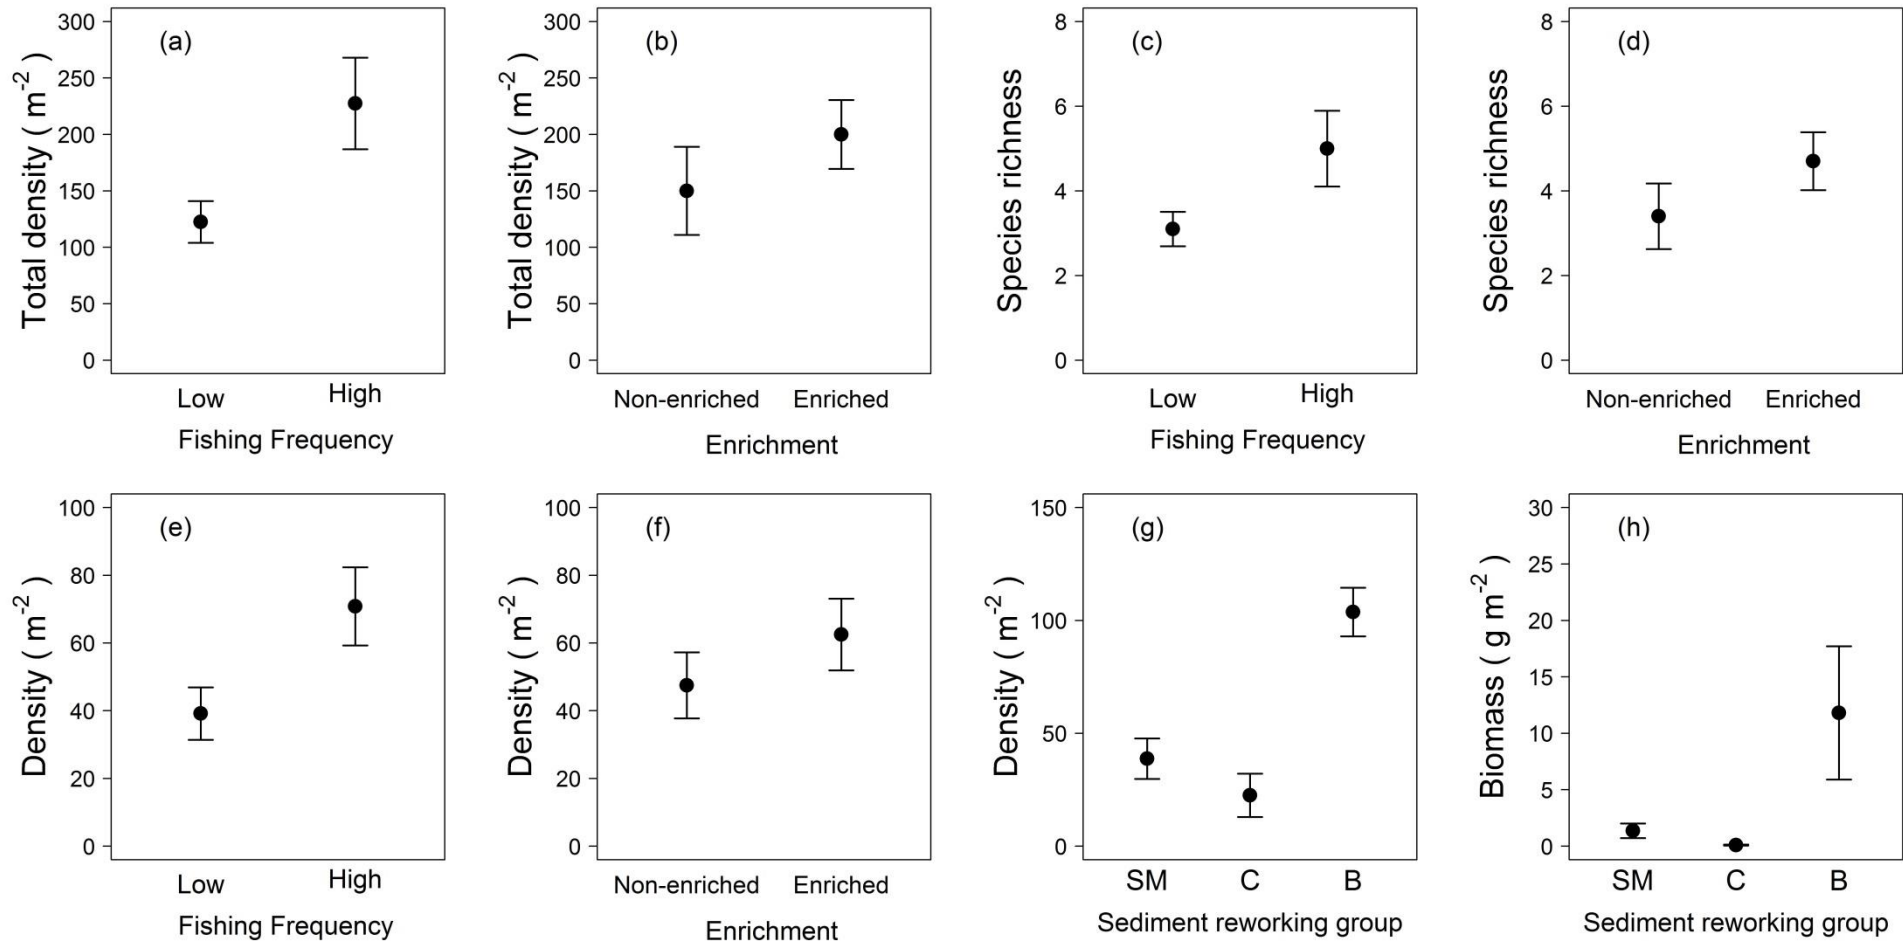 (a)
Total density ( m-2 )
300
250
200
150
100
50
0
Low
High
Fishing Frequency
(b)
Total density ( m-2 )
300
250
200
150
100
50
0
Non-enriched
Enriched
Enrichment
(c)
Species richness
8
6
4
2
0
Low
High
Fishing Frequency
(d)
Species richness
8
6
4
2
0
Non-enriched
Enriched
Enrichment
(e)
Density ( m-2 )
100
80
60
40
20
0
Low
High
Fishing Frequency
(f)
Density ( m-2 )
100
80
60
40
20
0
Non-enriched
Enriched
Enrichment
(g)
Density ( m-2 )
150
100
50
0
SM
C
B
Sediment reworking group
(h)
Biomass ( g m-2 )
30
25
20
15
10
5
0
SM
C
B
Sediment reworking group